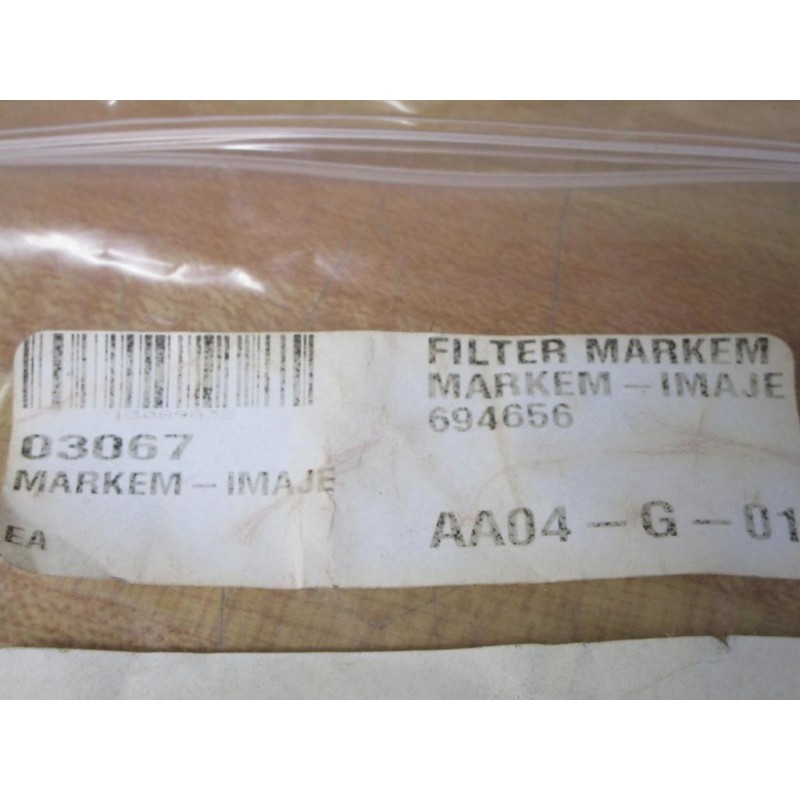 03067
MARKEM-IMAJE
EA
FILTER MARKEM
MARKEM-IMAJE
694656
AA04-G-01